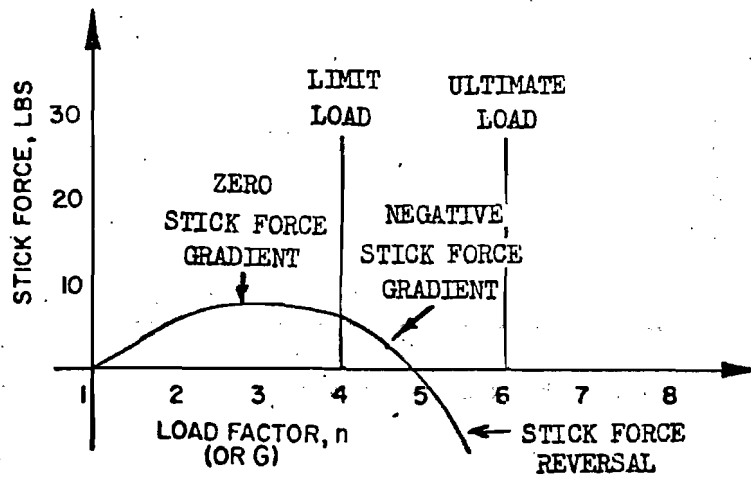 STICK FORCE, LBS
30
20
10
LIMIT
LOAD
ULTIMATE
LOAD
ZERO
STICK FORCE
GRADIENT
NEGATIVE
STICK FORCE
GRADIENT
1 2 3 4 5 6 7 8
LOAD FACTOR, n
(OR G)
STICK FORCE
REVERSAL